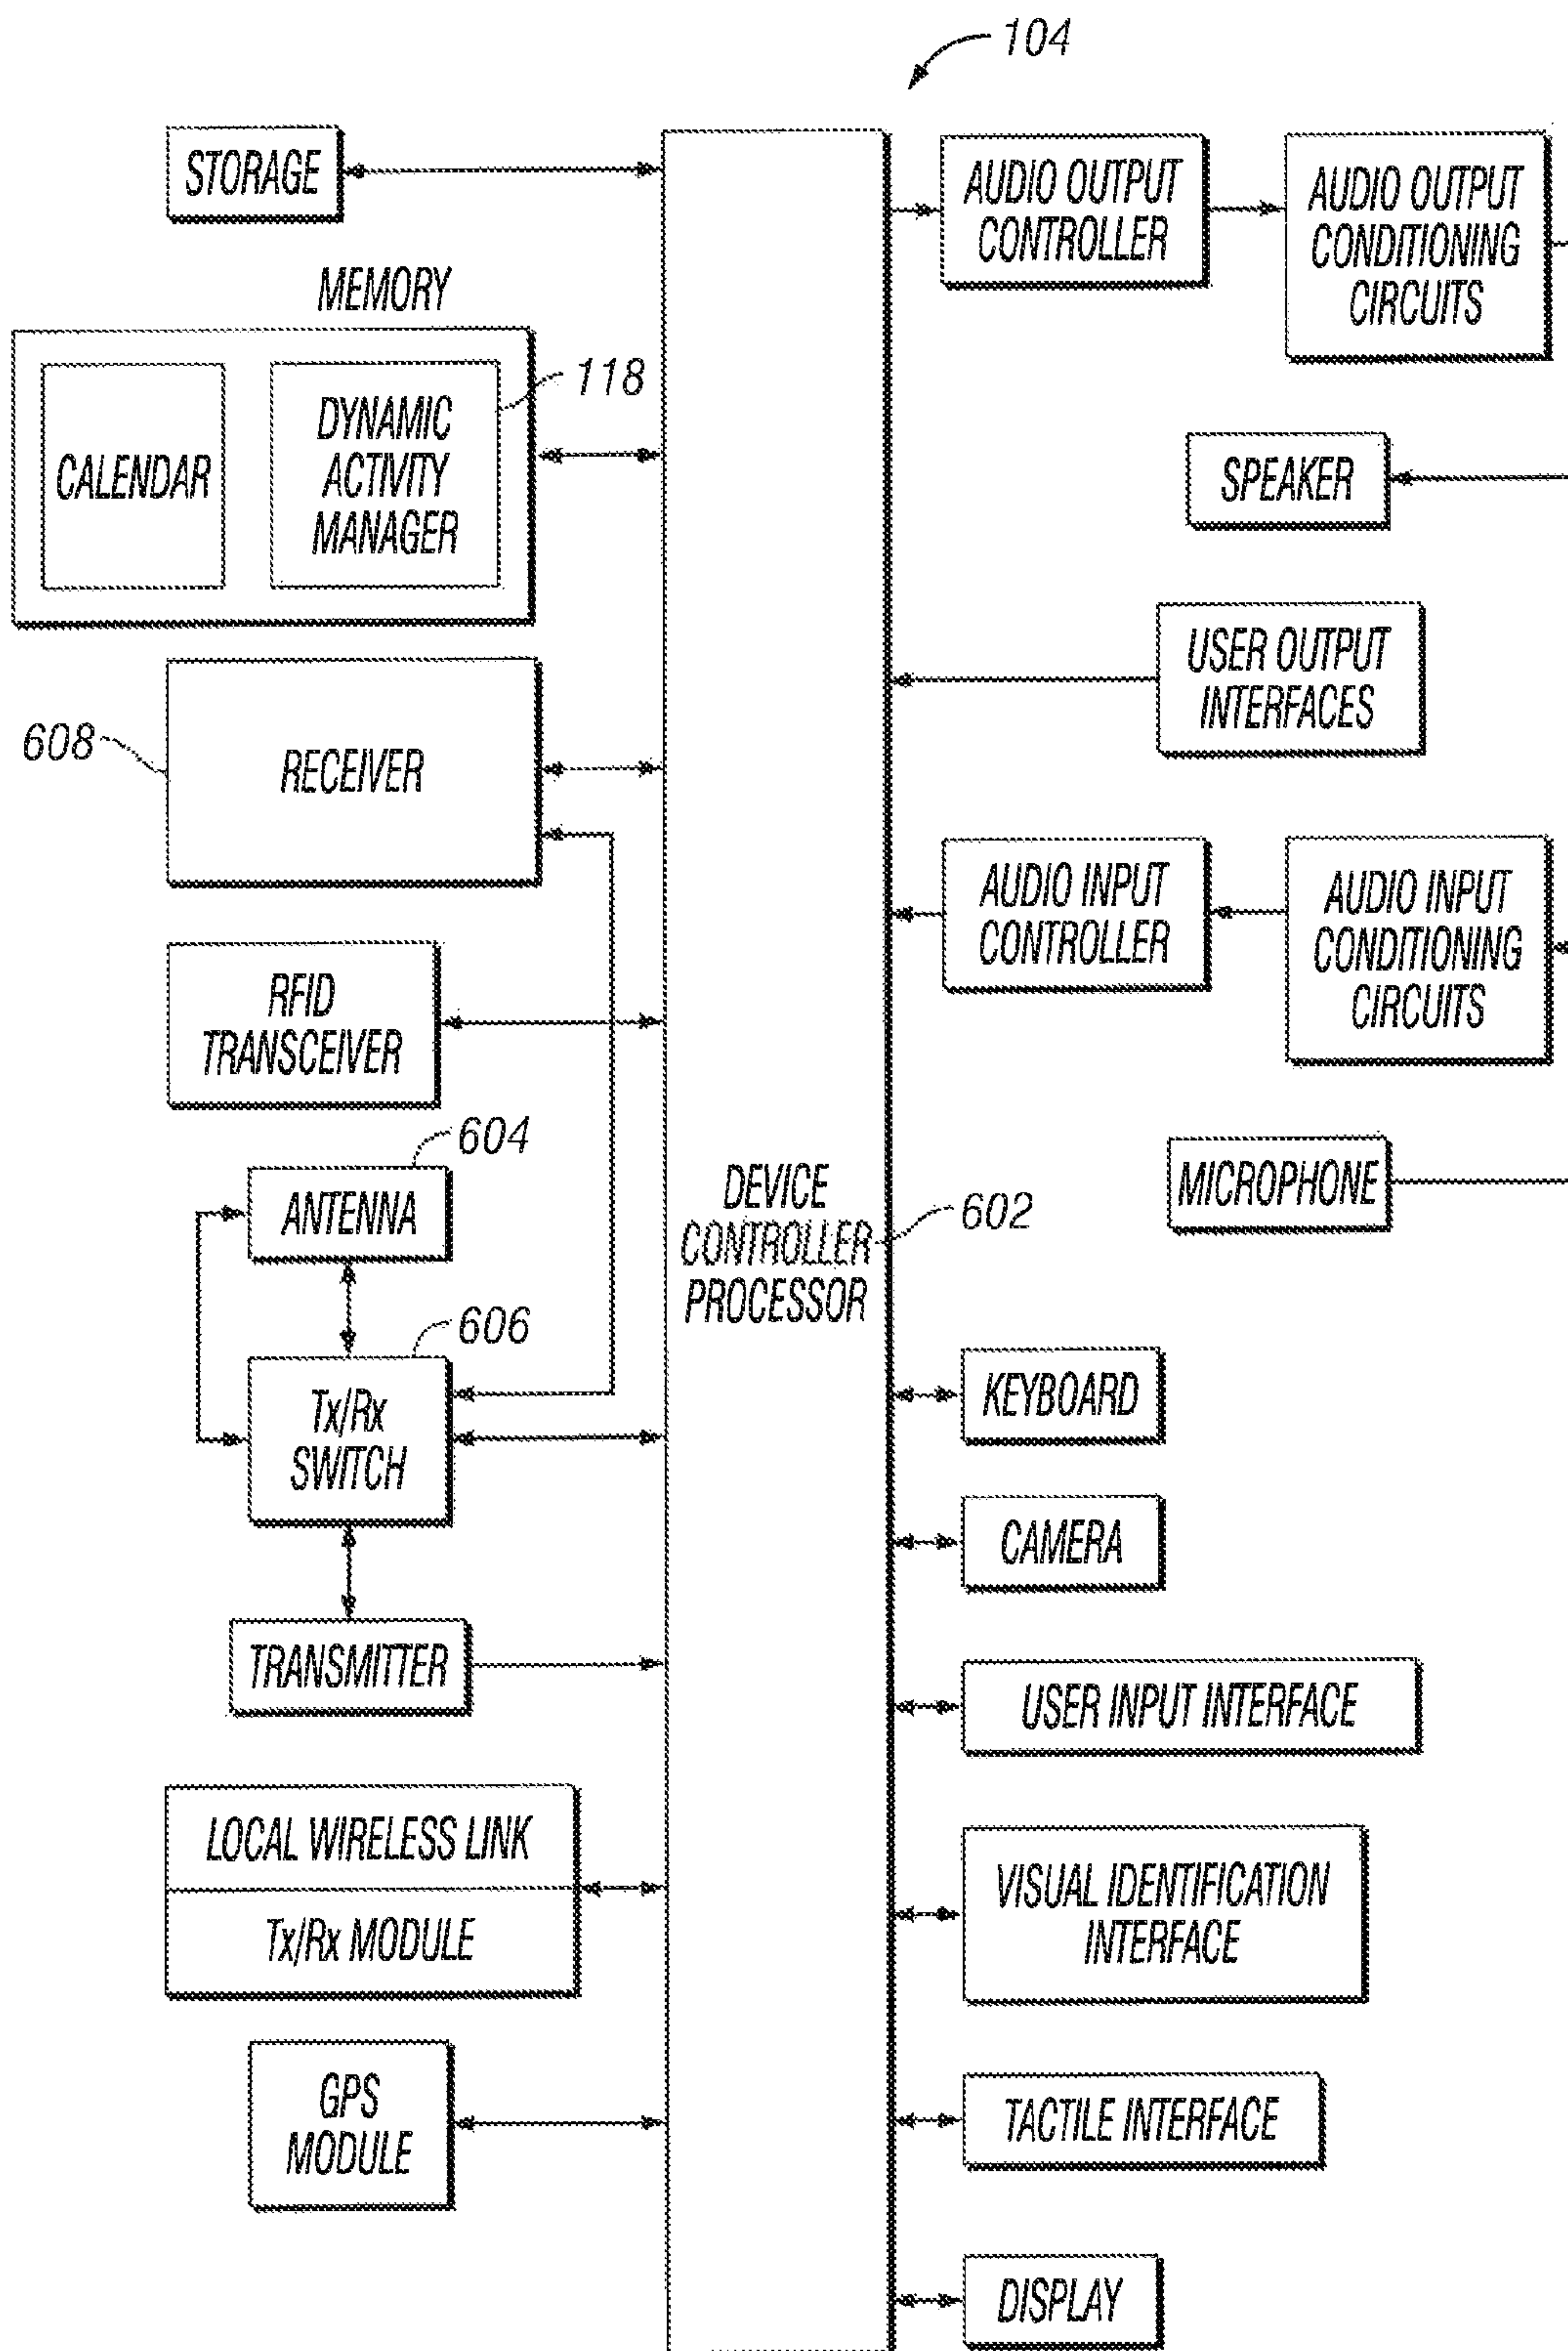 104
STORAGE
MEMORY
CALENDAR
DYNAMIC
ACTIVITY
MANAGER
118
608
RECEIVER
RFID
TRANSCEIVER
604
ANTENNA
606
Tx/Rx
SWITCH
TRANSMITTER
LOCAL WIRELESS LINK
Tx/Rx MODULE
GPS
MODULE
DEVICE
CONTROLLER
PROCESSOR
602
AUDIO OUTPUT
CONTROLLER
AUDIO OUTPUT
CONDITIONING
CIRCUITS
SPEAKER
USER OUTPUT
INTERFACES
AUDIO INPUT
CONTROLLER
AUDIO INPUT
CONDITIONING
CIRCUITS
MICROPHONE
KEYBOARD
CAMERA
USER INPUT INTERFACE
VISUAL IDENTIFICATION
INTERFACE
TACTILE INTERFACE
DISPLAY